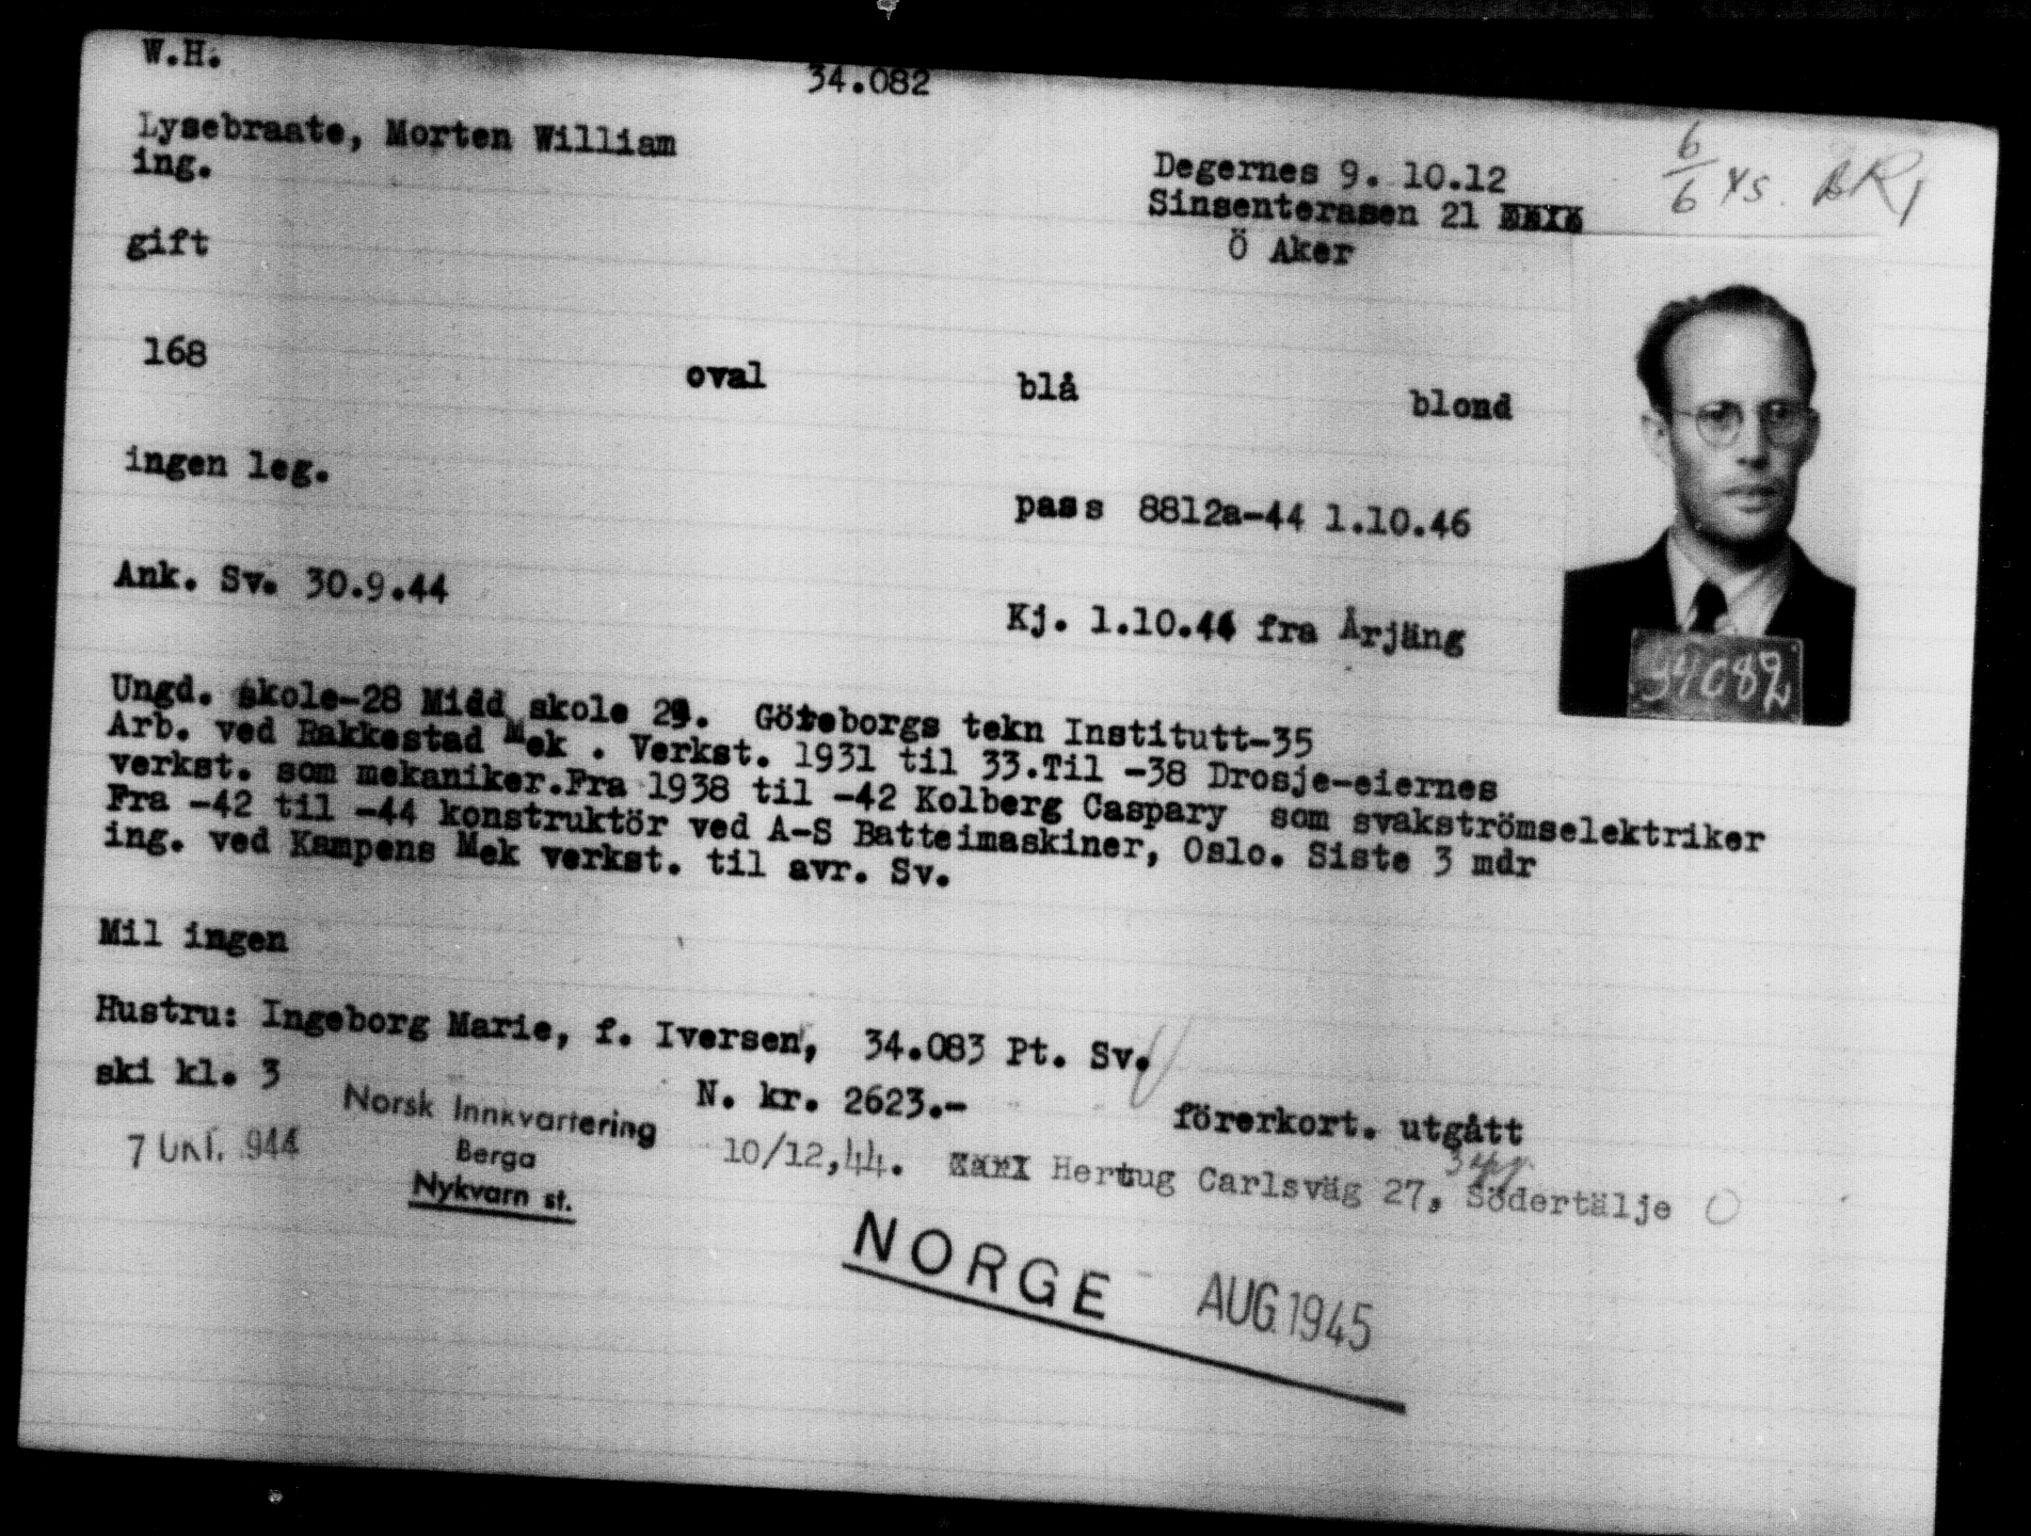 W.H.
34.082
Lysebraate, Morten William
ing.
Degernes 9. 10.12
Sinsenterasen 21
Ö Aker
6/6 45.
gift
168 oval blå blond
ingen leg.
pass 8812a-44 1.10.46
Ank. Sv. 30.9.44
Kj. 1.10.44 fra Årjäng
34082
Ungd. skole-28 Midd skole 29. Göteborgs tekn Institutt-35
Arb. ved Rakkestad Mek . Verkst. 1931 til 33.Til -38 Drosje-eiernes
verkst. som mekaniker.Fra 1938 til -42 Kolberg Caspary som svakströmselektriker
Fra -42 til -44 konstruktör ved A-S Batteimaskiner, Oslo. Siste 3 mdr
ing. ved Kampens Mek verkst. til avr. Sv.
Mil ingen
Hustru: Ingeborg Marie, f. Iversen, 34.083 Pt. Sv.
ski kl. 3 N. kr. 2623.- förerkort. utgått
Norsk Innkvartering
Berga
Nykvarn st.
7 OKT. 944
10/12,44. Hertug Carlsväg 27, Södertälje
NORGE AUG.1945